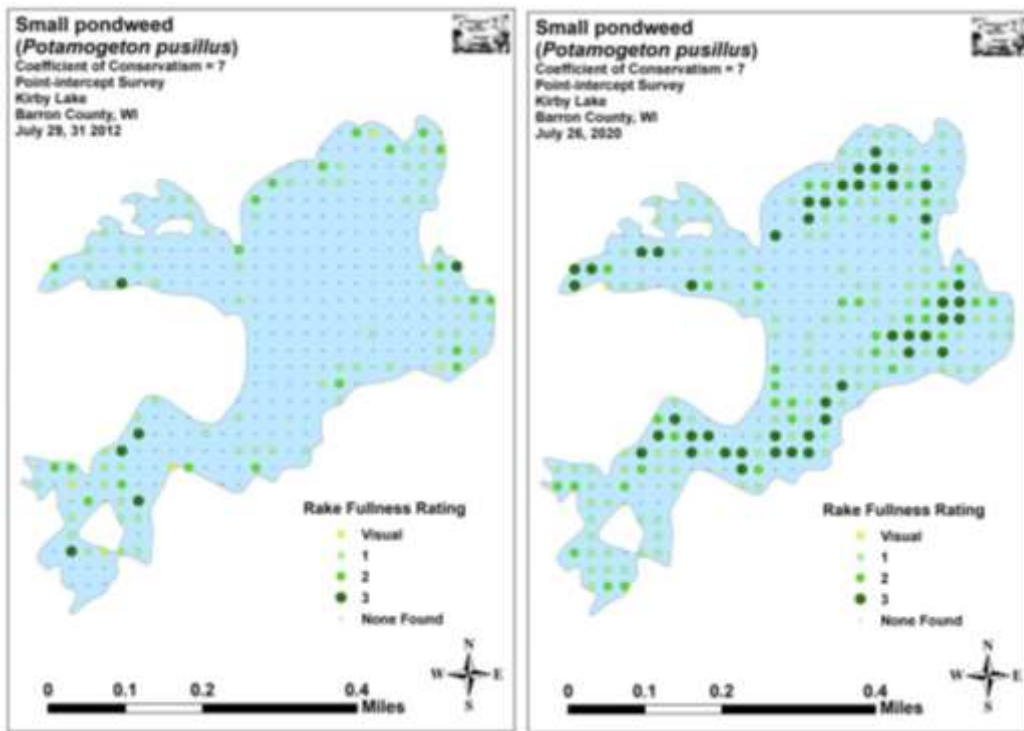 Small pondweed
(Potamogeton pusillus)
Coefficient of Conservatism = 7
Point-intercept Survey
Kirby Lake
Barron County, WI
July 29, 31 2012
Rake Fullness Rating
Visual
1
2
3
None Found
N
W E
S
0 0.1 0.2 0.4
Miles
Small pondweed
(Potamogeton pusillus)
Coefficient of Conservatism = 7
Point-intercept Survey
Kirby Lake
Barron County, WI
July 26, 2020
Rake Fullness Rating
Visual
1
2
3
None Found
N
W E
S
0 0.1 0.2 0.4
Miles